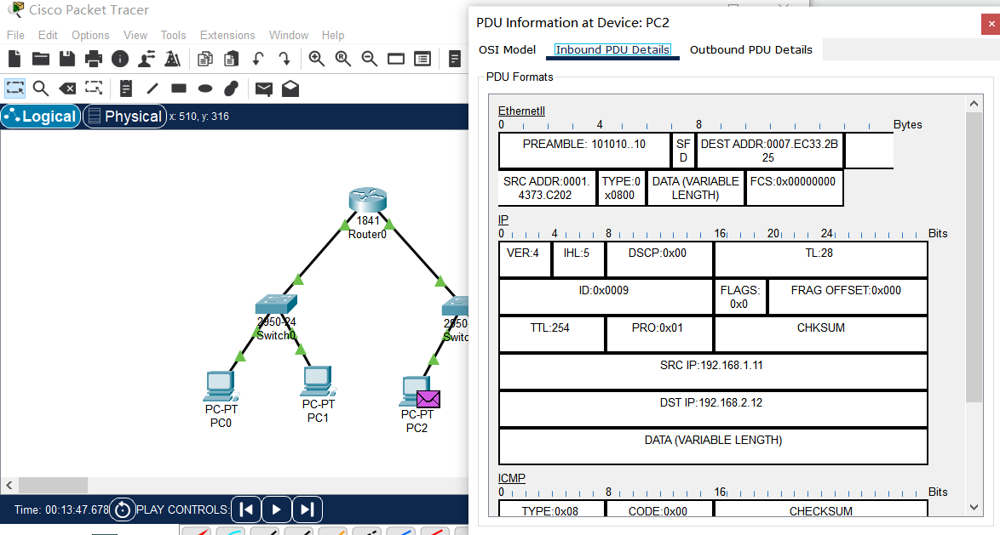 Cisco Packet Tracer
File Edit Options View Tools Extensions Window Help
Logical Physical x: 510, y: 316
1841
Router0
2950-24
Switch0
2950
Switc
PC-PT
PC0
PC-PT
PC1
PC-PT
PC2
Time: 00:13:47.678 PLAY CONTROLS:
PDU Information at Device: PC2
OSI Model Inbound PDU Details Outbound PDU Details
PDU Formats
EthernetII
0 4 8 Bytes
PREAMBLE: 101010..10
SF
D
DEST ADDR:0007.EC33.2B
25
SRC ADDR:0001.
4373.C202
TYPE:0
x0800
DATA (VARIABLE
LENGTH)
FCS:0x00000000
IP
0 4 8 16 20 24 Bits
VER:4 IHL:5 DSCP:0x00 TL:28
ID:0x0009
FLAGS:
0x0
FRAG OFFSET:0x000
TTL:254 PRO:0x01 CHKSUM
SRC IP:192.168.1.11
DST IP:192.168.2.12
DATA (VARIABLE LENGTH)
ICMP
0 8 16 Bits
TYPE:0x08 CODE:0x00 CHECKSUM